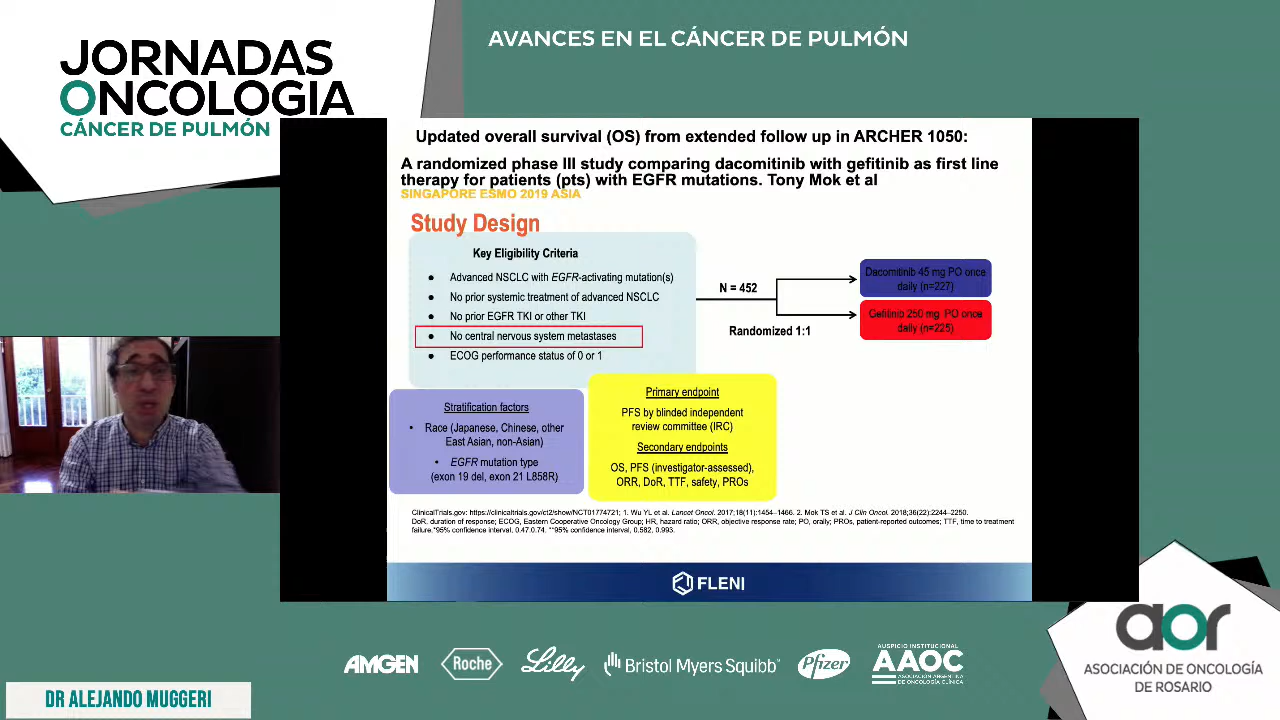 JORNADAS
ONCOLOGIA
CÁNCER DE PULMÓN
AVANCES EN EL CÁNCER DE PULMÓN
Updated overall survival (OS) from extended follow up in ARCHER 1050:
A randomized phase III study comparing dacomitinib with gefitinib as first line
therapy for patients (pts) with EGFR mutations. Tony Mok et al
SINGAPORE ESMO 2019 ASIA
Study Design
Key Eligibility Criteria
● Advanced NSCLC with EGFR-activating mutation(s)
● No prior systemic treatment of advanced NSCLC
● No prior EGFR TKI or other TKI
● No central nervous system metastases
● ECOG performance status of 0 or 1
N = 452
Randomized 1:1
Dacomitinib 45 mg PO once
daily (n=227)
Gefitinib 250 mg PO once
daily (n=225)
Stratification factors
• Race (Japanese, Chinese, other
East Asian, non-Asian)
• EGFR mutation type
(exon 19 del, exon 21 L858R)
Primary endpoint
PFS by blinded independent
review committee (IRC)
Secondary endpoints
OS, PFS (investigator-assessed),
ORR, DoR, TTF, safety, PROs
ClinicalTrials.gov: https://clinicaltrials.gov/ct2/show/NCT01774721; 1. Wu YL et al. Lancet Oncol. 2017;18(11):1454–1466. 2. Mok TS et al. J Clin Oncol. 2018;36(22):2244–2250.
DoR, duration of response; ECOG, Eastern Cooperative Oncology Group; HR, hazard ratio; ORR, objective response rate; PO, orally; PROs, patient-reported outcomes; TTF, time to treatment
failure.*95% confidence interval, 0.47.0.74. **95% confidence interval, 0.582, 0.993.
FLENI
AMGEN
Roche
Lilly
Bristol Myers Squibb™
Pfizer
AUSPICIO INSTITUCIONAL
AAOC
ASOCIACIÓN ARGENTINA
DE ONCOLOGÍA CLÍNICA
aor
ASOCIACIÓN DE ONCOLOGÍA
DE ROSARIO
DR ALEJANDO MUGGERI